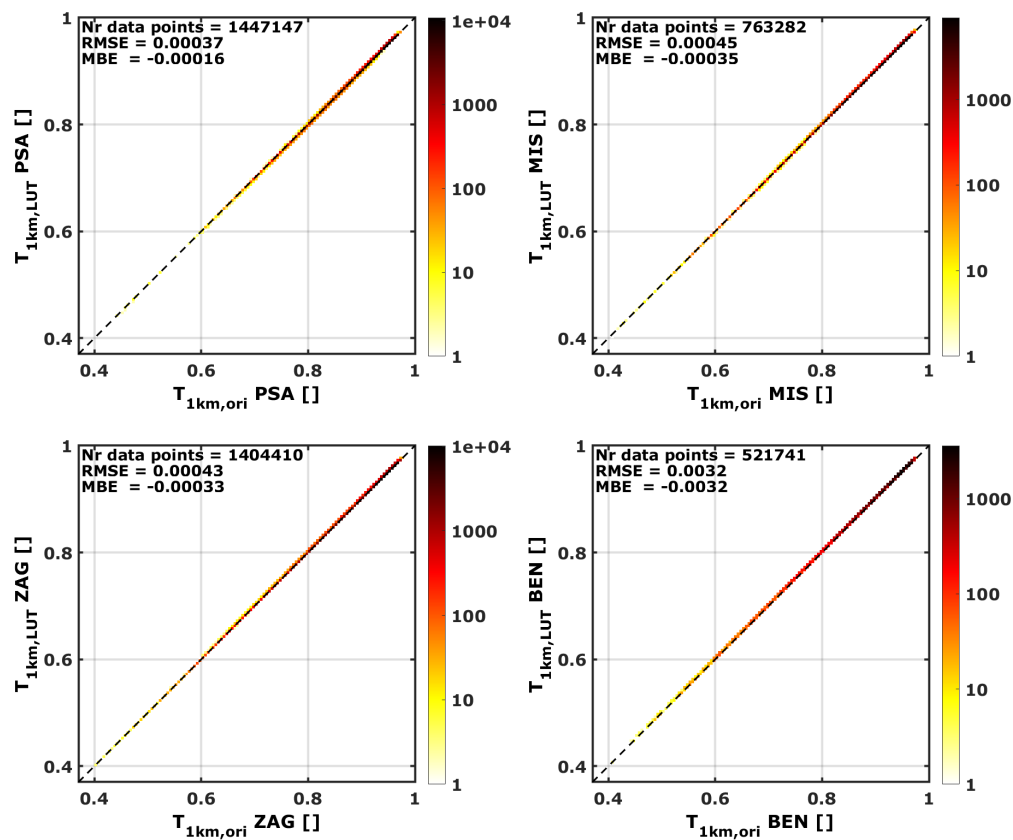 Nr data points = 1447147
RMSE = 0.00037
MBE = -0.00016
1
0.8
0.6
0.4
0.4 0.6 0.8 1
T1km,LUT PSA []
T1km,ori PSA []
1e+04
1000
100
10
1
Nr data points = 763282
RMSE = 0.00045
MBE = -0.00035
1
0.8
0.6
0.4
0.4 0.6 0.8 1
T1km,LUT MIS []
T1km,ori MIS []
1000
100
10
1
Nr data points = 1404410
RMSE = 0.00043
MBE = -0.00033
1
0.8
0.6
0.4
0.4 0.6 0.8 1
T1km,LUT ZAG []
T1km,ori ZAG []
1e+04
1000
100
10
1
Nr data points = 521741
RMSE = 0.0032
MBE = -0.0032
1
0.8
0.6
0.4
0.4 0.6 0.8 1
T1km,LUT BEN []
T1km,ori BEN []
1000
100
10
1